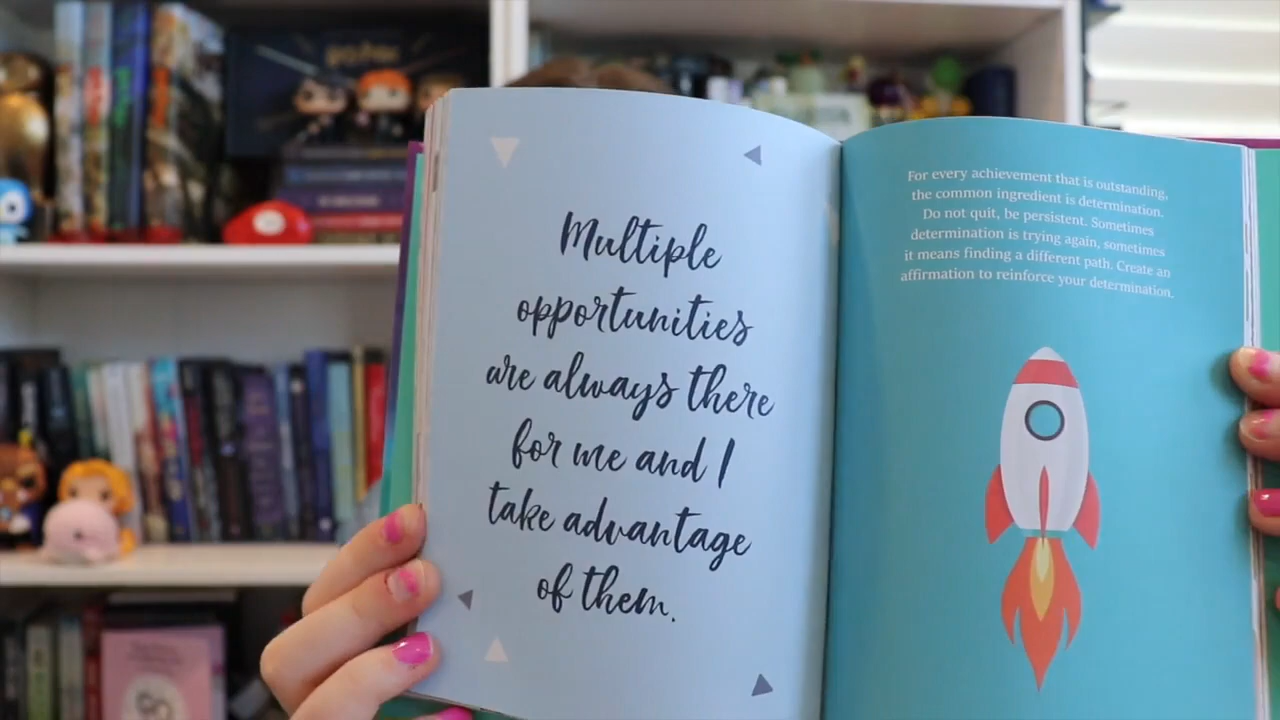 Harry Potter
Multiple
opportunities
are always there
for me and I
take advantage
of them.
For every achievement that is outstanding,
the common ingredient is determination.
Do not quit, be persistent. Sometimes
determination is trying again, sometimes
it means finding a different path. Create an
affirmation to reinforce your determination.